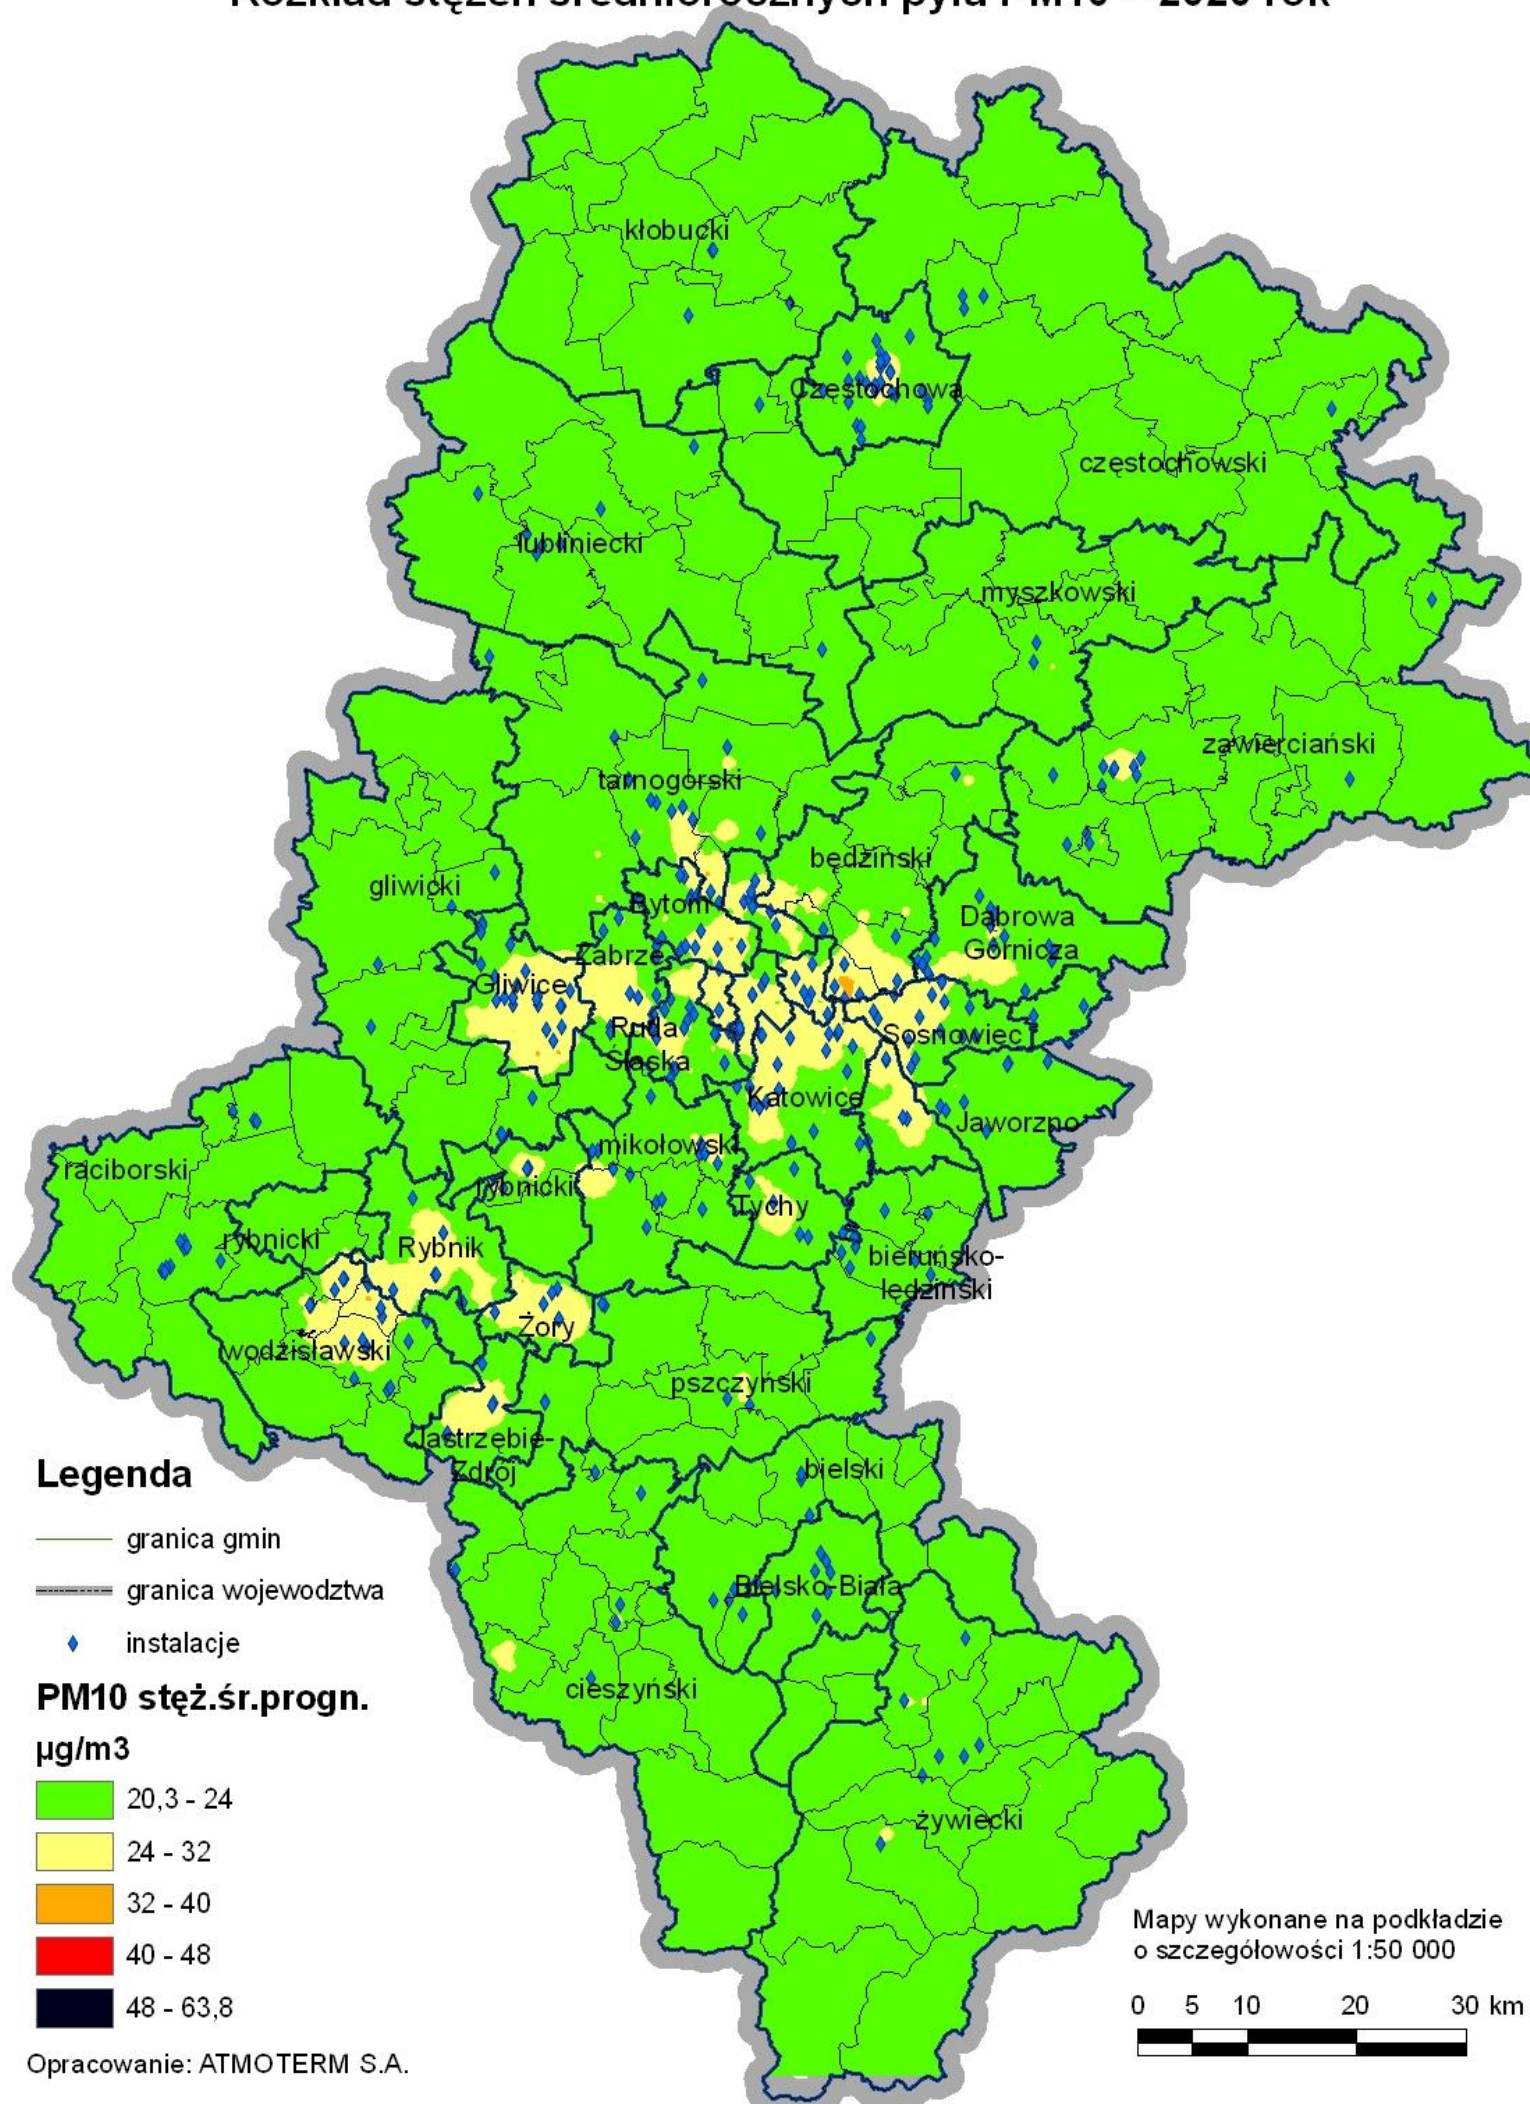 Rozkład stężeń średniorocznych pyłu PM10 - 2020 rok
kłobucki
Częstochowa
częstochowski
lubliniecki
myszkowski
zawierciański
tarnogórski
będziński
gliwicki
Bytom
Dąbrowa
Górnicza
Zabrze
Gliwice
Ruda
Śląska
Sosnowiec
Katowice
Jaworzno
mikołowski
raciborski
rybnicki
Tychy
rybnicki
Rybnik
bieruńsko-
lędziński
Żory
wodzisławski
pszczyński
Jastrzębie-
Zdrój
bielski
Legenda
granica gmin
granica wojewodztwa
instalacje
Bielsko-Biała
cieszyński
PM10 stęż.śr.progn.
µg/m3
20,3 - 24
24 - 32
32 - 40
40 - 48
48 - 63,8
żywiecki
Mapy wykonane na podkładzie
o szczegółowości 1:50 000
0 5 10 20 30 km
Opracowanie: ATMOTERM S.A.